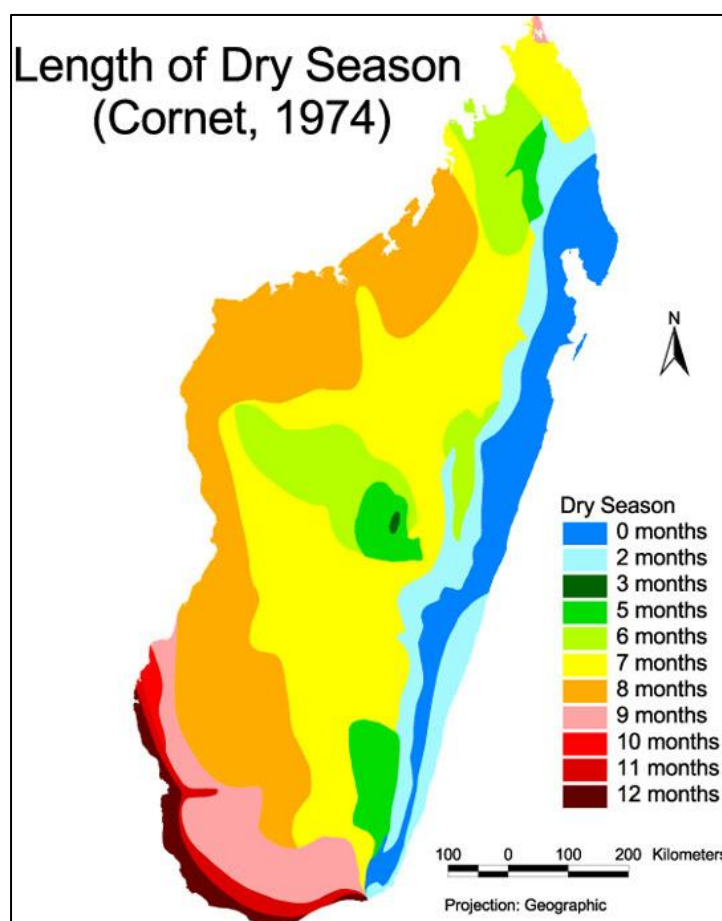 Length of Dry Season
(Cornet, 1974)
N
Dry Season
0 months
2 months
3 months
5 months
6 months
7 months
8 months
9 months
10 months
11 months
12 months
100 0 100 200 Kilometers
Projection: Geographic